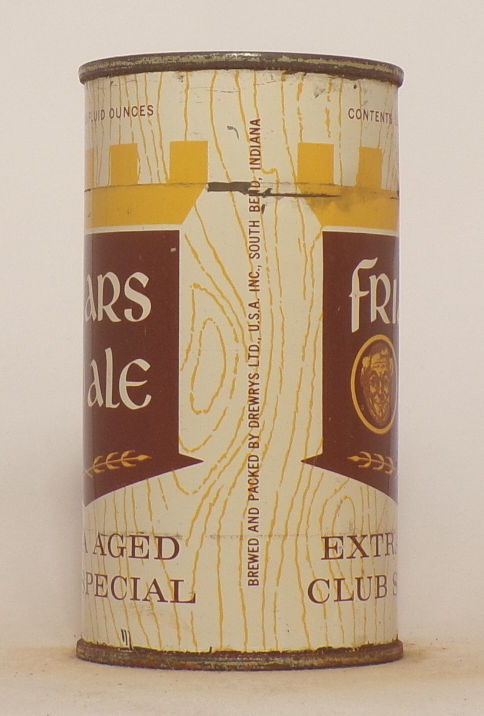 FLUID OUNCES
ARS
ALE
AGED
SPECIAL
BREWED AND PACKED BY DREWRYS LTD., U.S.A. INC., SOUTH BEND, INDIANA
CONTENTS
FRI
EXTR
CLUB S